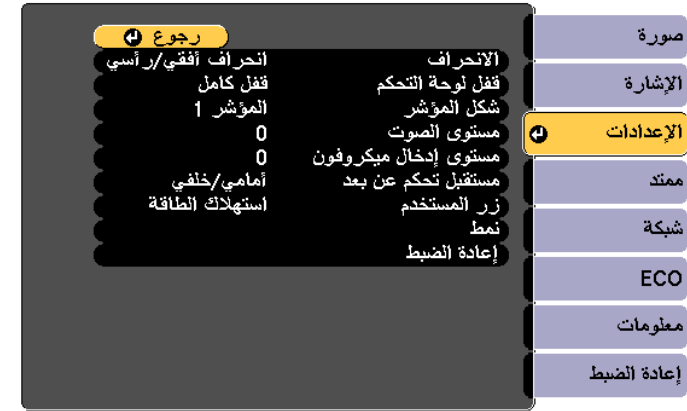 رجوع
الانحراف انحراف أفقي/رأسي
قفل لوحة التحكم قفل كامل
شكل المؤشر المؤشر 1
مستوى الصوت 0
مستوى إدخال ميكروفون 0
مستقبل تحكم عن بعد أمامي/خلفي
زر المستخدم استهلاك الطاقة
نمط
إعادة الضبط
صورة
الإشارة
الإعدادات
ممتد
شبكة
ECO
معلومات
إعادة الضبط